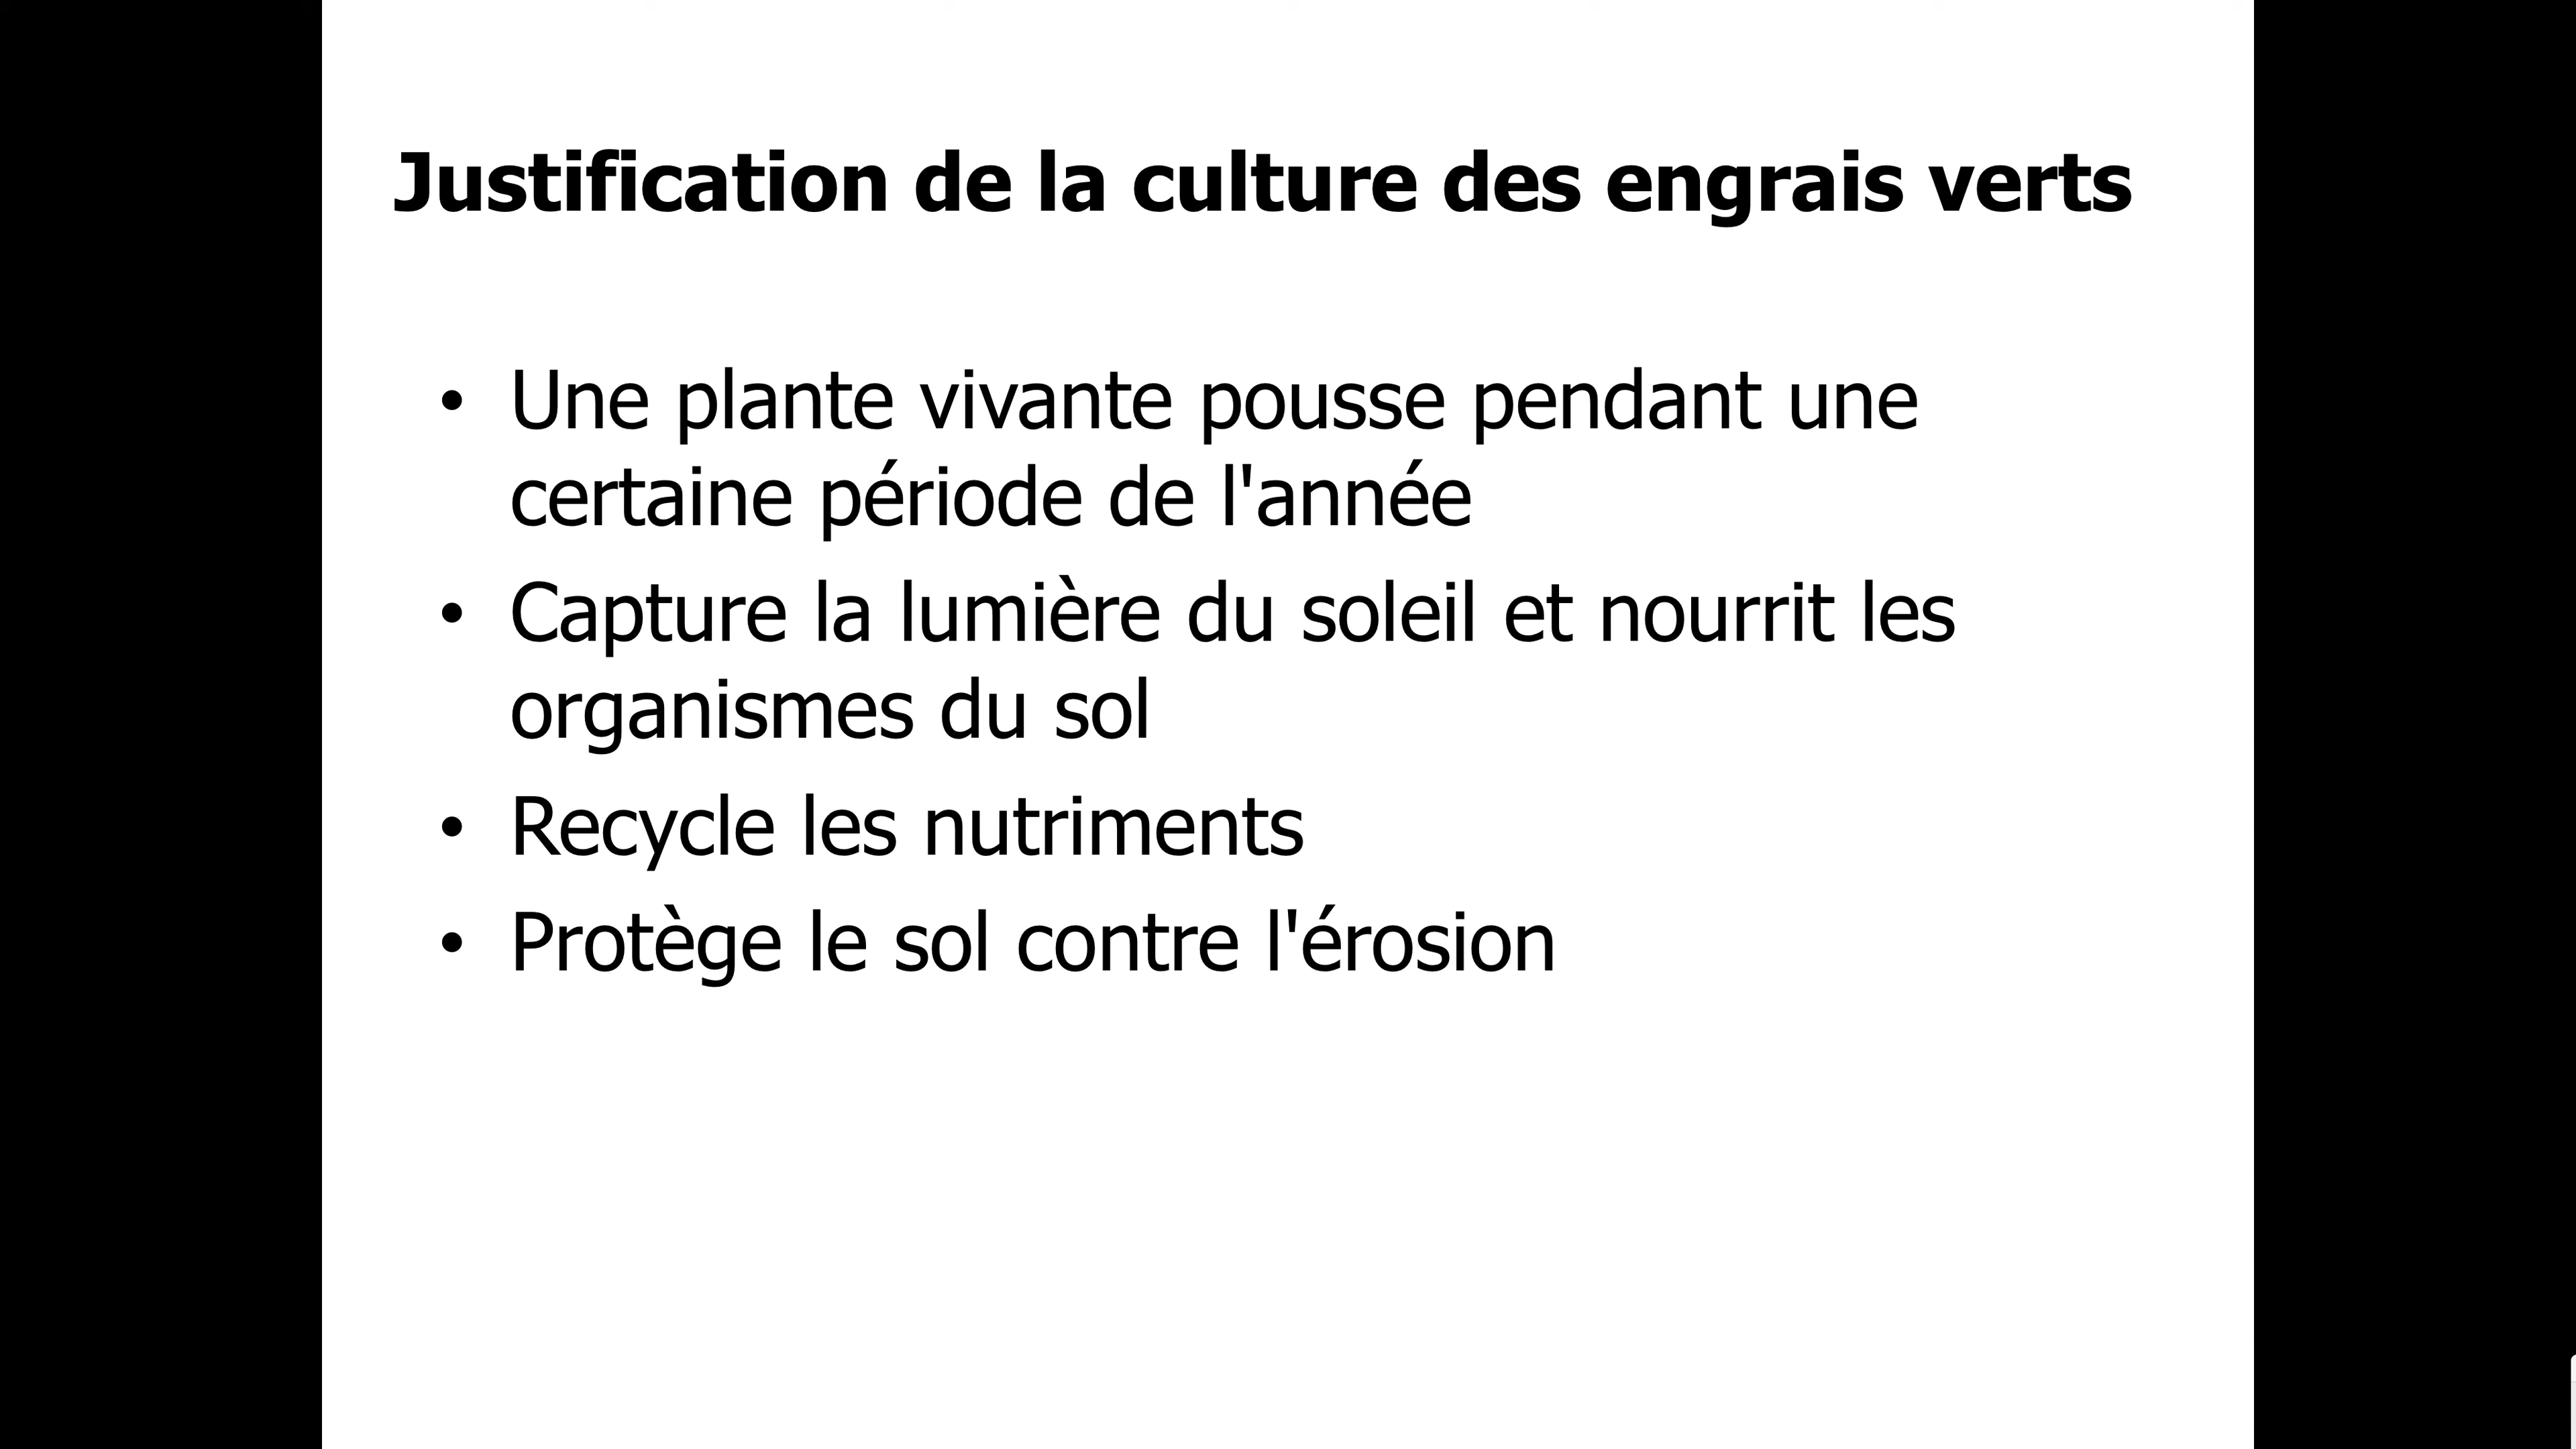 Justification de la culture des engrais verts
• Une plante vivante pousse pendant une
certaine période de l'année
• Capture la lumière du soleil et nourrit les
organismes du sol
• Recycle les nutriments
• Protège le sol contre l'érosion